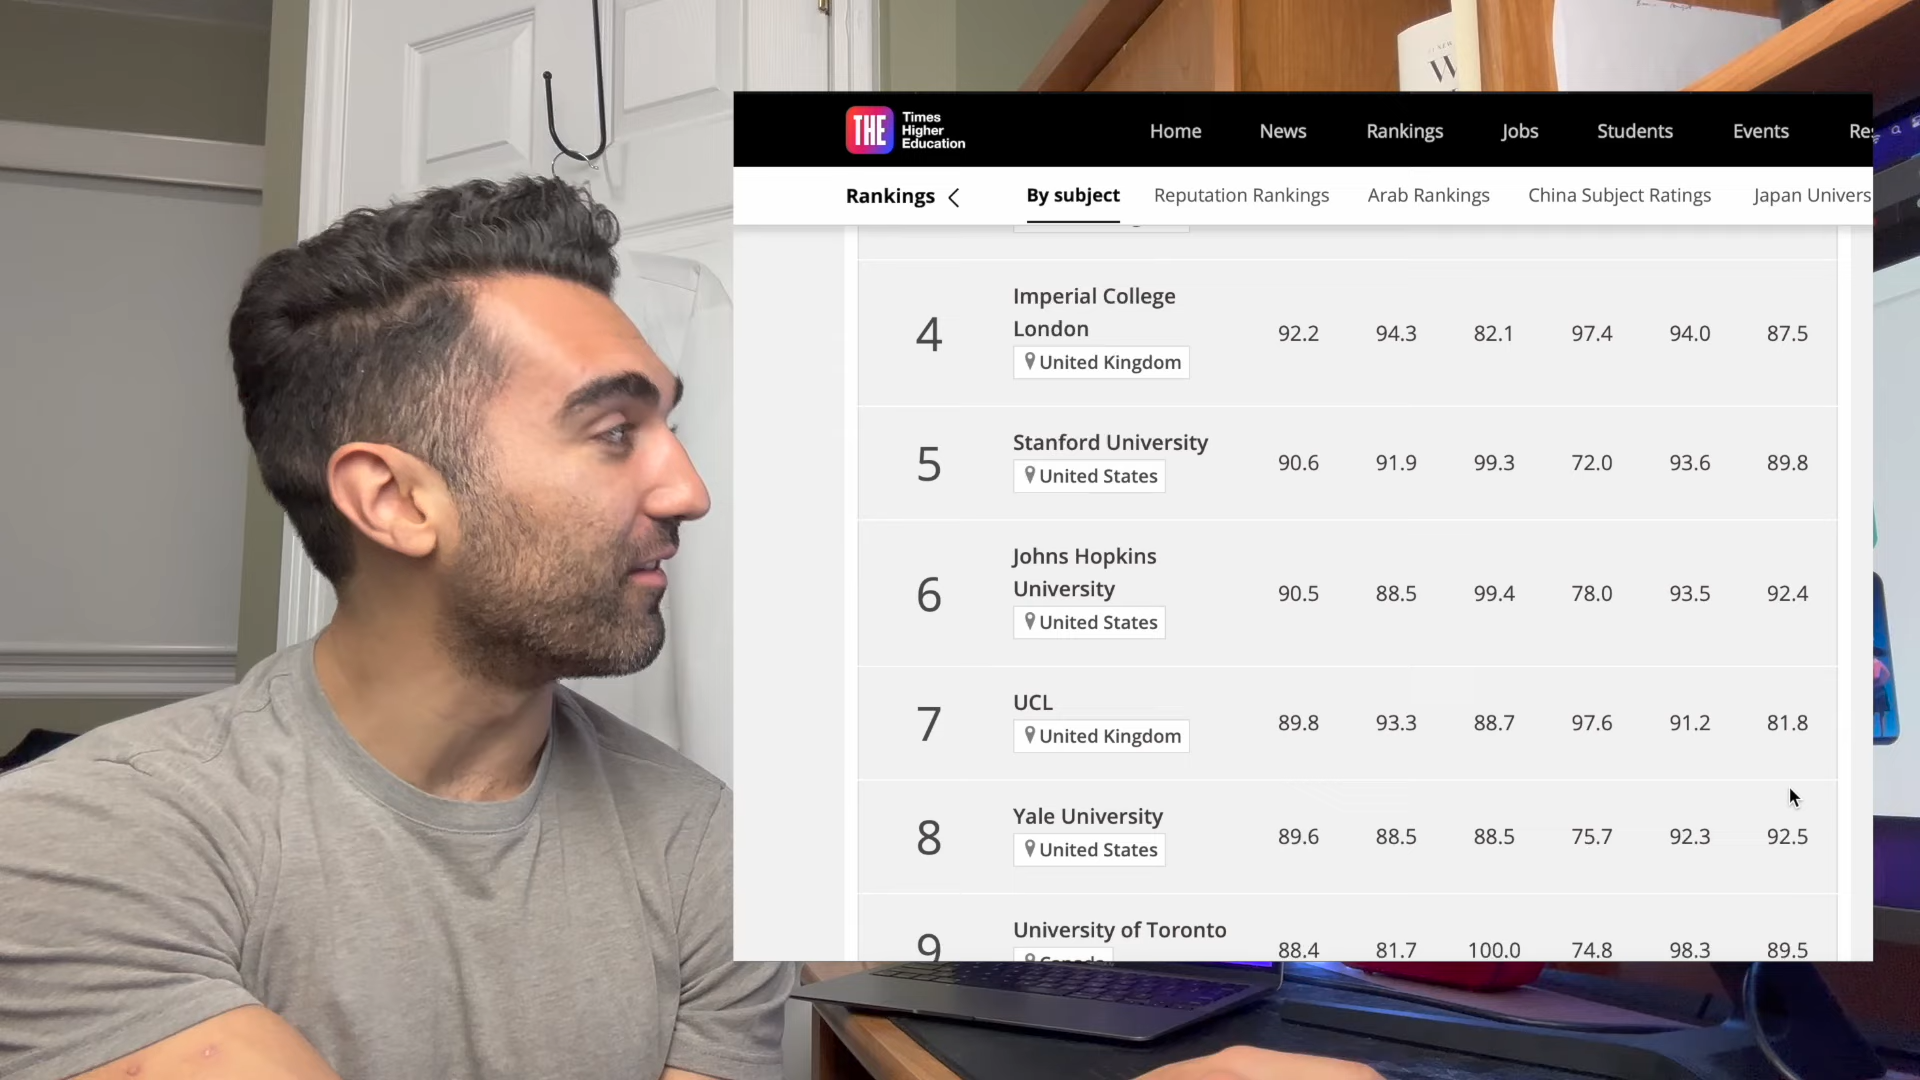 W
THE Times Higher Education
Home News Rankings Jobs Students Events
Rankings By subject Reputation Rankings Arab Rankings China Subject Ratings Japan Univers
4 Imperial College London 92.2 94.3 82.1 97.4 94.0 87.5
United Kingdom
5 Stanford University 90.6 91.9 99.3 72.0 93.6 89.8
United States
6 Johns Hopkins University 90.5 88.5 99.4 78.0 93.5 92.4
United States
7 UCL 89.8 93.3 88.7 97.6 91.2 81.8
United Kingdom
8 Yale University 89.6 88.5 88.5 75.7 92.3 92.5
United States
9 University of Toronto 88.4 81.7 100.0 74.8 98.3 89.5
Canada